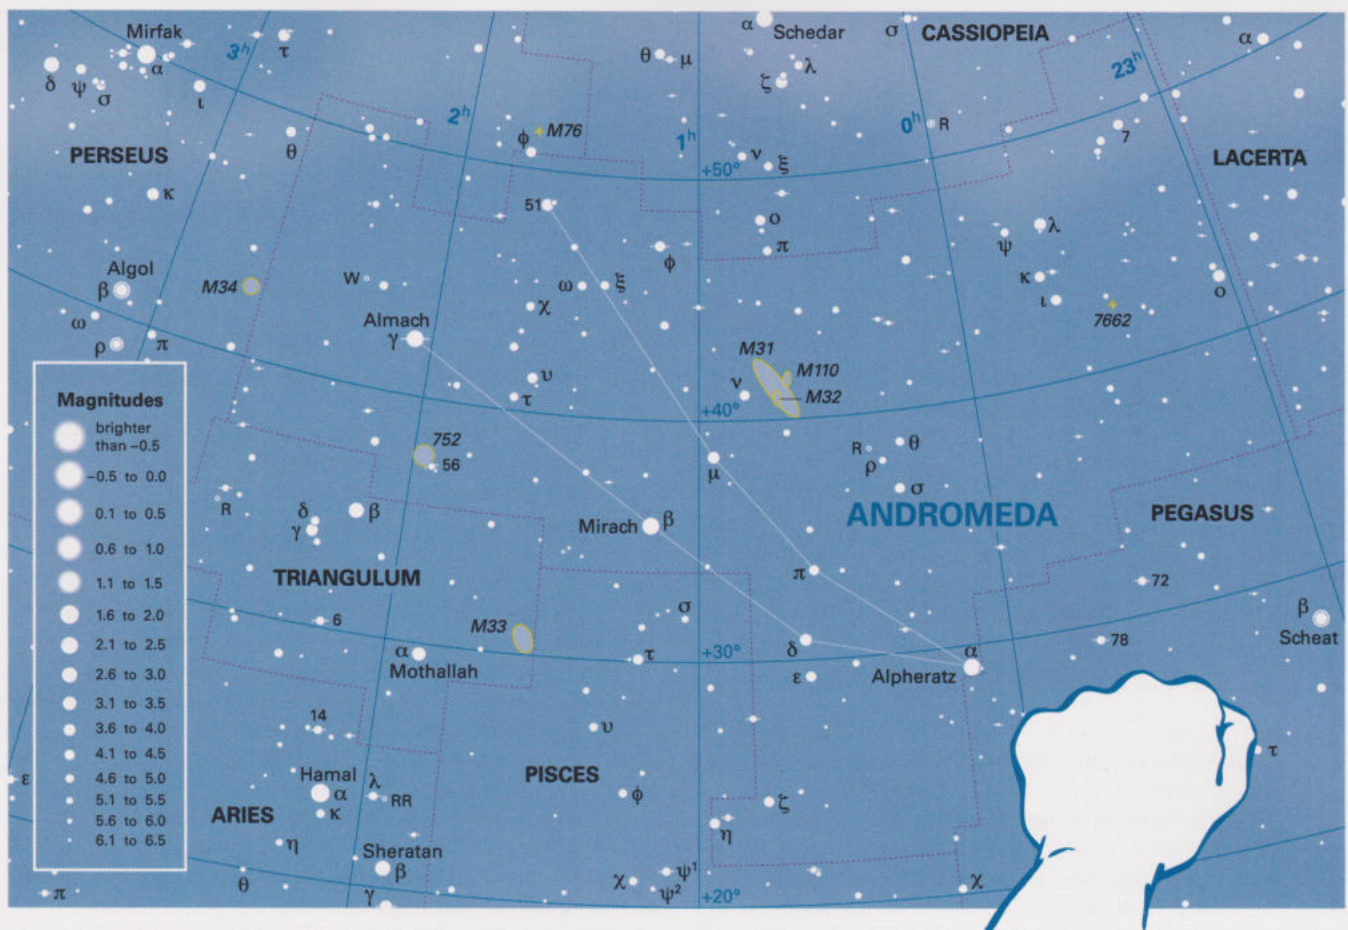 Mirfak
α
3h
τ
α
Schedar
σ
CASSIOPEIA
α
δ
ψ
σ
ι
θ
μ
ζ
λ
23h
2h
φ
M76
1h
0h
R
7
PERSEUS
θ
+50°
ν
ξ
LACERTA
κ
51
ο
π
ψ
λ
Algol
β
M34
W
ω
ξ
φ
κ
ι
ο
ω
Almach
γ
χ
7662
ρ
π
M31
M110
M32
υ
τ
ν
+40°
Magnitudes
brighter
than –0.5
–0.5 to 0.0
0.1 to 0.5
0.6 to 1.0
1.1 to 1.5
1.6 to 2.0
2.1 to 2.5
2.6 to 3.0
3.1 to 3.5
3.6 to 4.0
4.1 to 4.5
4.6 to 5.0
5.1 to 5.5
5.6 to 6.0
6.1 to 6.5
752
56
R
θ
ρ
σ
μ
R
δ
γ
β
Mirach
β
ANDROMEDA
PEGASUS
TRIANGULUM
π
72
6
M33
σ
β
Scheat
α
Mothallah
τ
+30°
δ
ε
Alpheratz
α
78
14
υ
τ
ε
Hamal
α
κ
λ
RR
PISCES
φ
ζ
ARIES
η
η
Sheratan
β
γ
θ
π
χ
ψ1
ψ2
+20°
χ